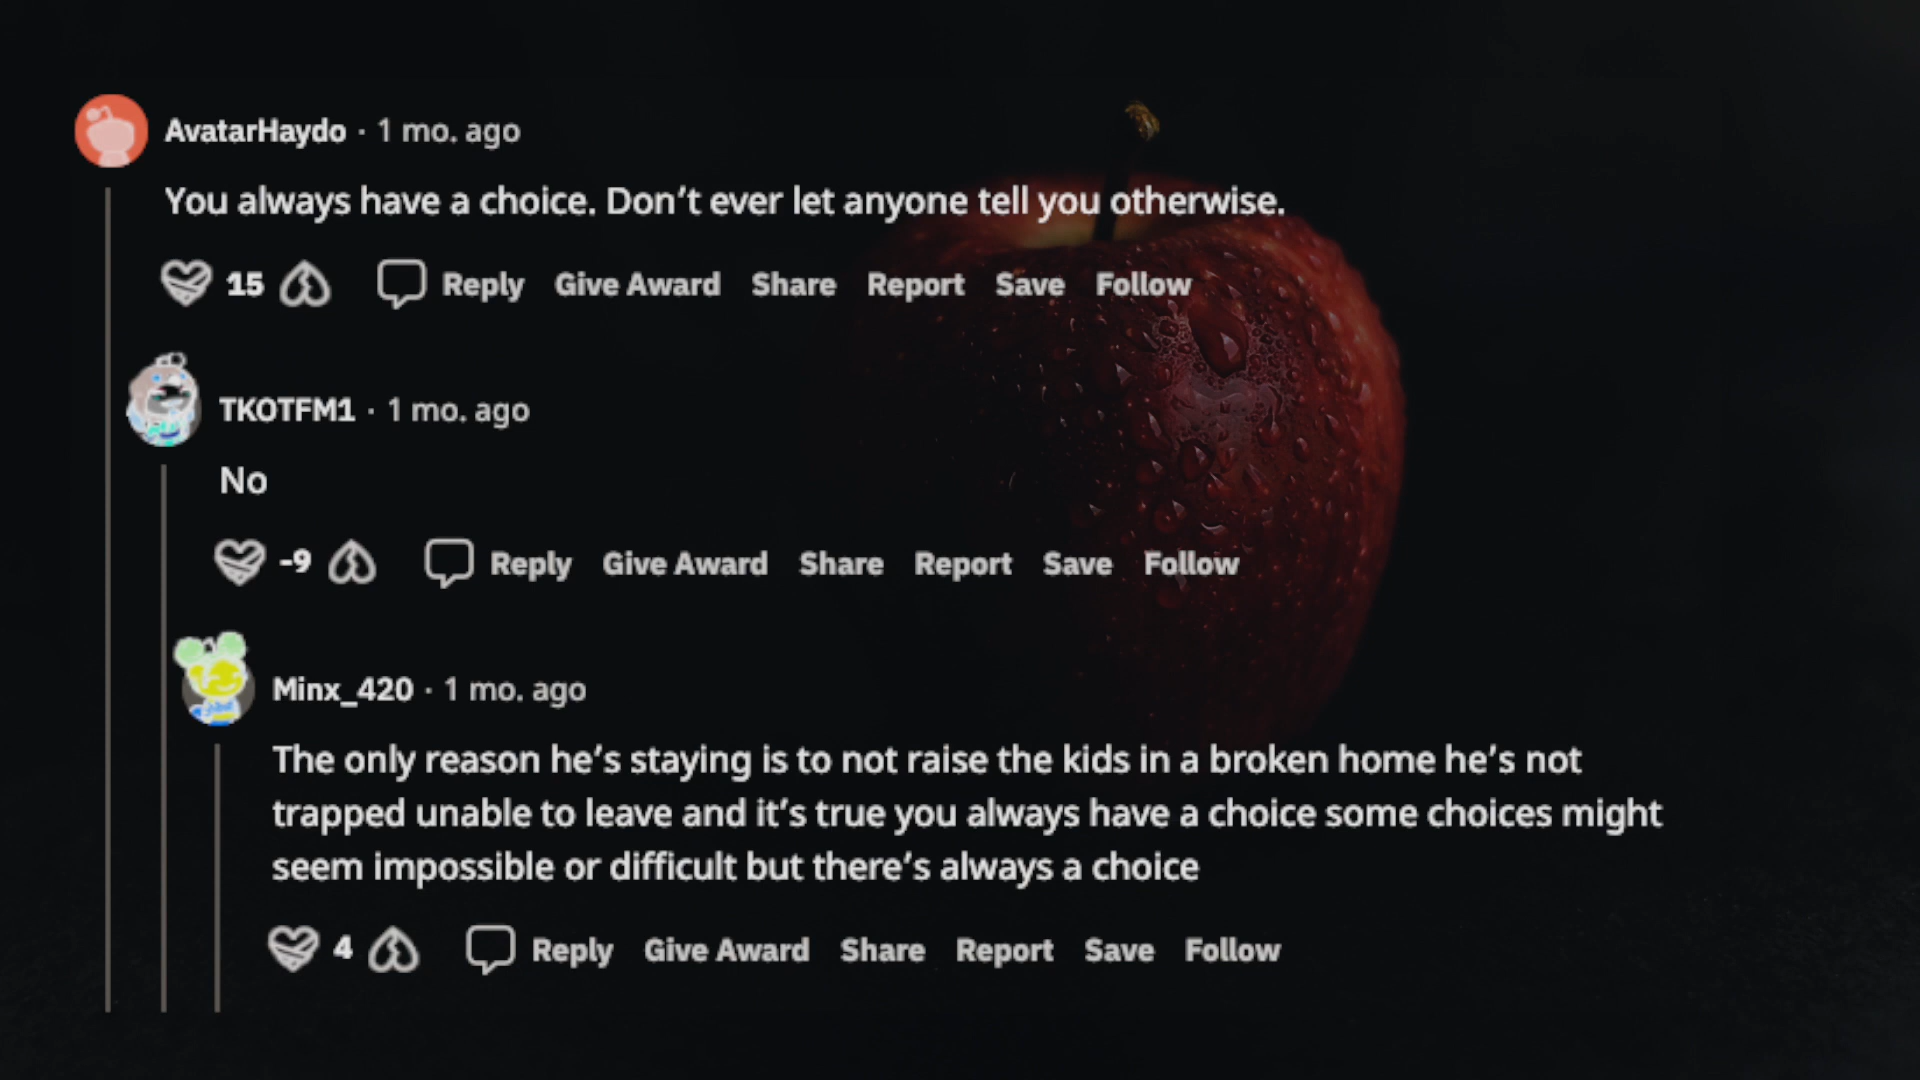 AvatarHaydo · 1 mo. ago
You always have a choice. Don’t ever let anyone tell you otherwise.
15 Reply Give Award Share Report Save Follow
TKOTFM1 · 1 mo. ago
No
-9 Reply Give Award Share Report Save Follow
Minx_420 · 1 mo. ago
The only reason he’s staying is to not raise the kids in a broken home he’s not
trapped unable to leave and it’s true you always have a choice some choices might
seem impossible or difficult but there’s always a choice
4 Reply Give Award Share Report Save Follow